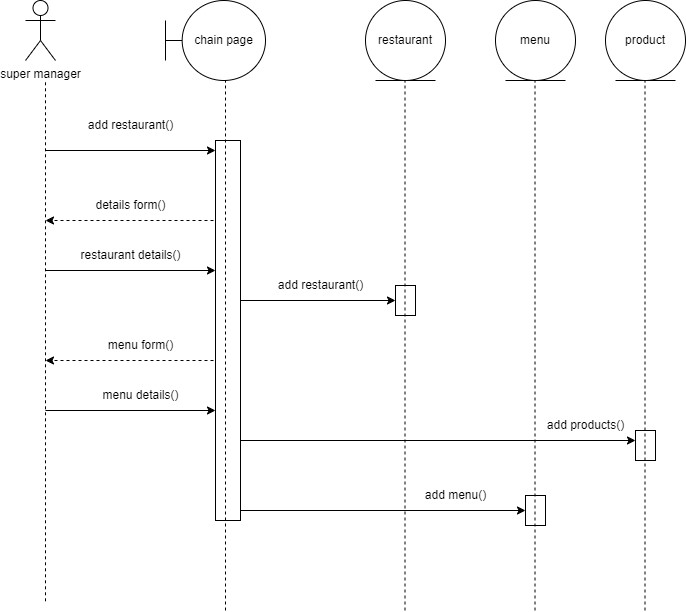 super manager
chain page
restaurant
menu
product
add restaurant()
details form()
restaurant details()
add restaurant()
menu form()
menu details()
add products()
add menu()